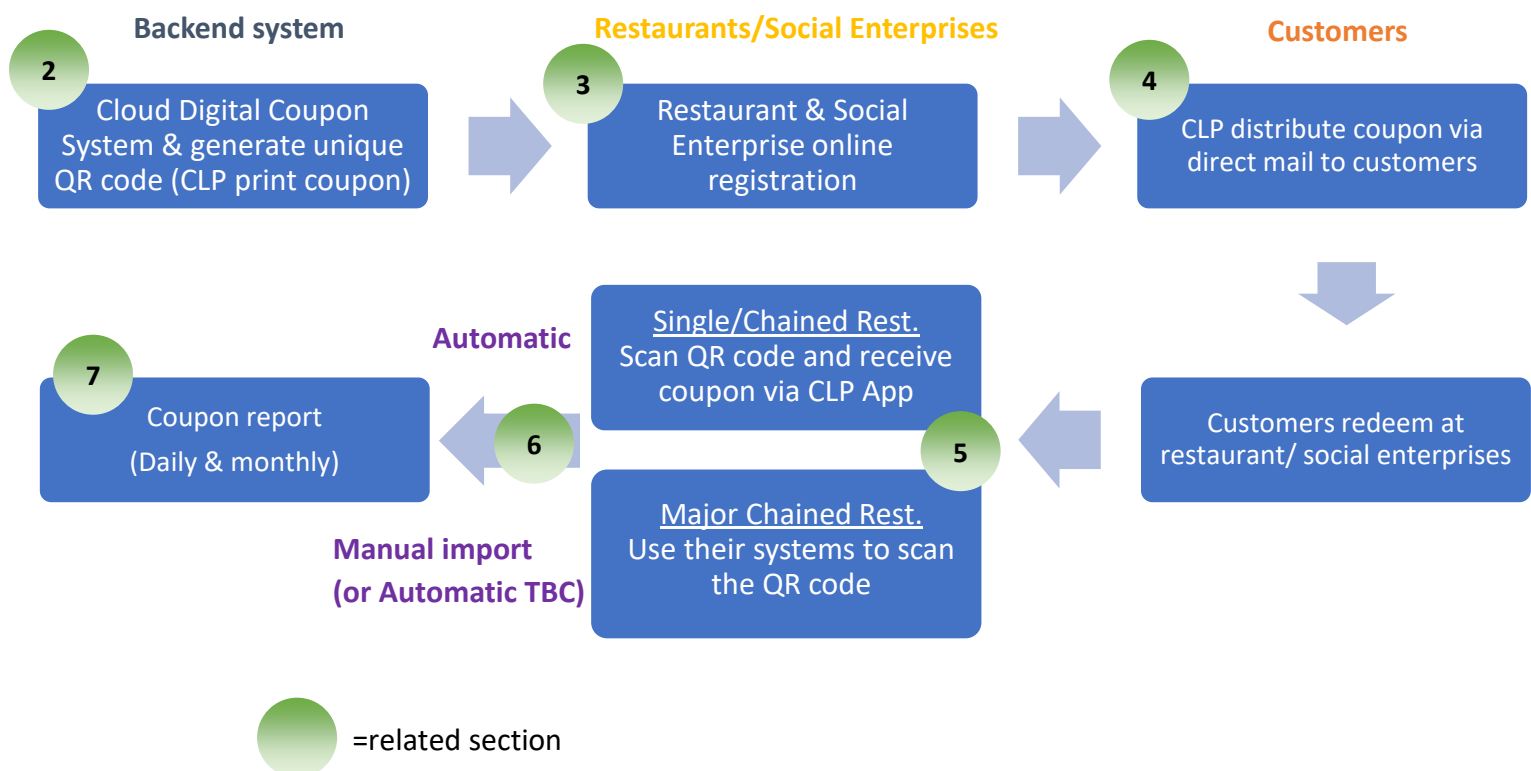 Backend system
Restaurants/Social Enterprises
Customers
2
Cloud Digital Coupon
System & generate unique
QR code (CLP print coupon)
3
Restaurant & Social
Enterprise online
registration
4
CLP distribute coupon via
direct mail to customers
Customers redeem at
restaurant/ social enterprises
5
Single/Chained Rest.
Scan QR code and receive
coupon via CLP App
Major Chained Rest.
Use their systems to scan
the QR code
Automatic
6
Manual import
(or Automatic TBC)
7
Coupon report
(Daily & monthly)
=related section